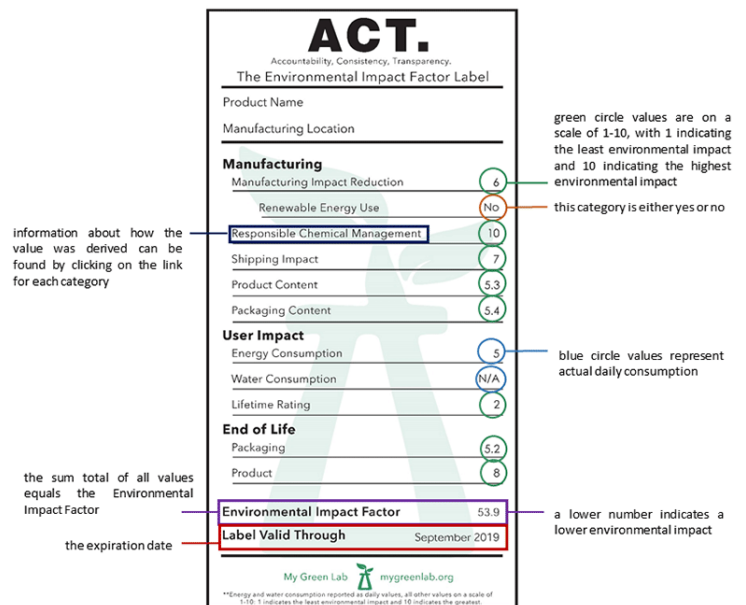 ACT.
Accountability, Consistency, Transparency.
The Environmental Impact Factor Label
Product Name
Manufacturing Location
Manufacturing
Manufacturing Impact Reduction 6
Renewable Energy Use No
Responsible Chemical Management 10
Shipping Impact 7
Product Content 5.3
Packaging Content 5.4
User Impact
Energy Consumption 5
Water Consumption N/A
Lifetime Rating 2
End of Life
Packaging 5.2
Product 8
Environmental Impact Factor 53.9
Label Valid Through September 2019
My Green Lab mygreenlab.org
**Energy and water consumption reported as daily values, all other values on a scale of
1-10: 1 indicates the least environmental impact and 10 indicates the greatest.
green circle values are on a
scale of 1-10, with 1 indicating
the least environmental impact
and 10 indicating the highest
environmental impact
this category is either yes or no
information about how the
value was derived can be
found by clicking on the link
for each category
blue circle values represent
actual daily consumption
the sum total of all values
equals the Environmental
Impact Factor
a lower number indicates a
lower environmental impact
the expiration date